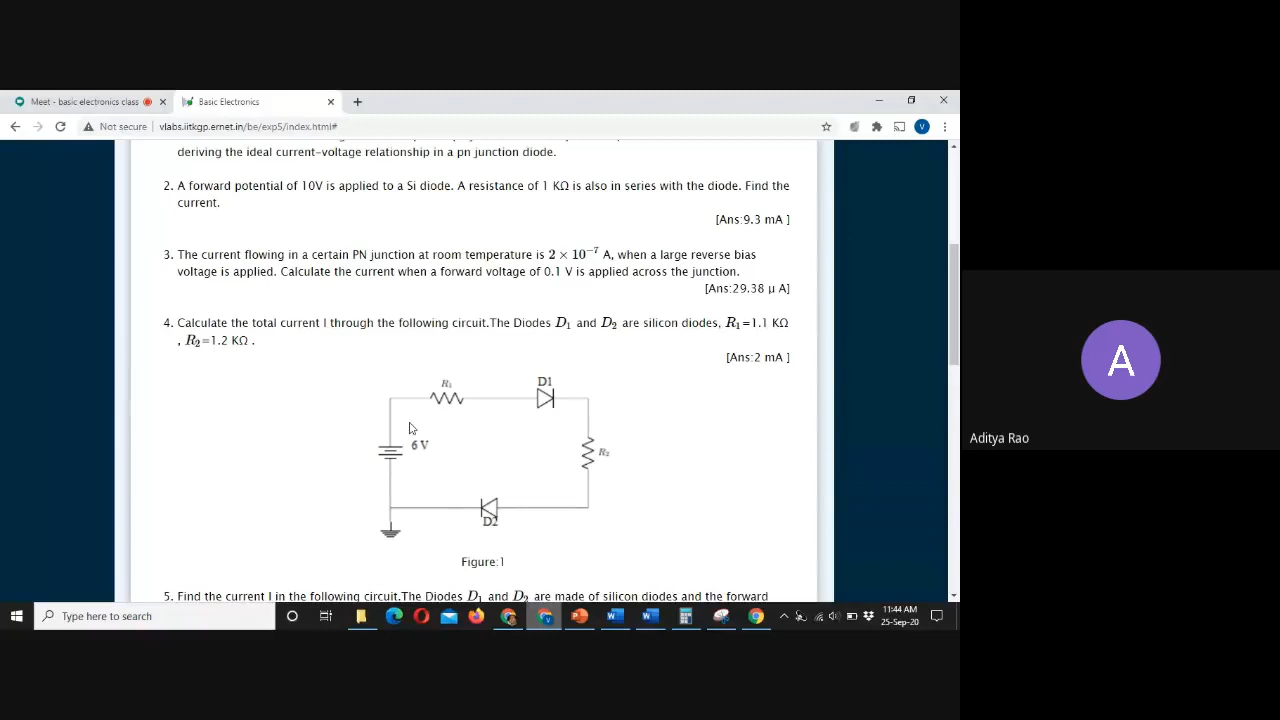 Meet - basic electronics class
Basic Electronics
Not secure | vlabs.iitkgp.ernet.in/be/exp5/index.html#
deriving the ideal current-voltage relationship in a pn junction diode.
2. A forward potential of 10V is applied to a Si diode. A resistance of 1 KΩ is also in series with the diode. Find the
current.
[Ans:9.3 mA ]
3. The current flowing in a certain PN junction at room temperature is 2 × 10⁻⁷ A, when a large reverse bias
voltage is applied. Calculate the current when a forward voltage of 0.1 V is applied across the junction.
[Ans:29.38 μ A]
4. Calculate the total current I through the following circuit.The Diodes D₁ and D₂ are silicon diodes, R₁=1.1 KΩ
, R₂=1.2 KΩ .
[Ans:2 mA ]
R₁
D1
6 V
R₂
D2
Figure:1
5. Find the current I in the following circuit.The Diodes D₁ and D₂ are made of silicon diodes and the forward
Type here to search
11:44 AM
25-Sep-20
V
A
Aditya Rao